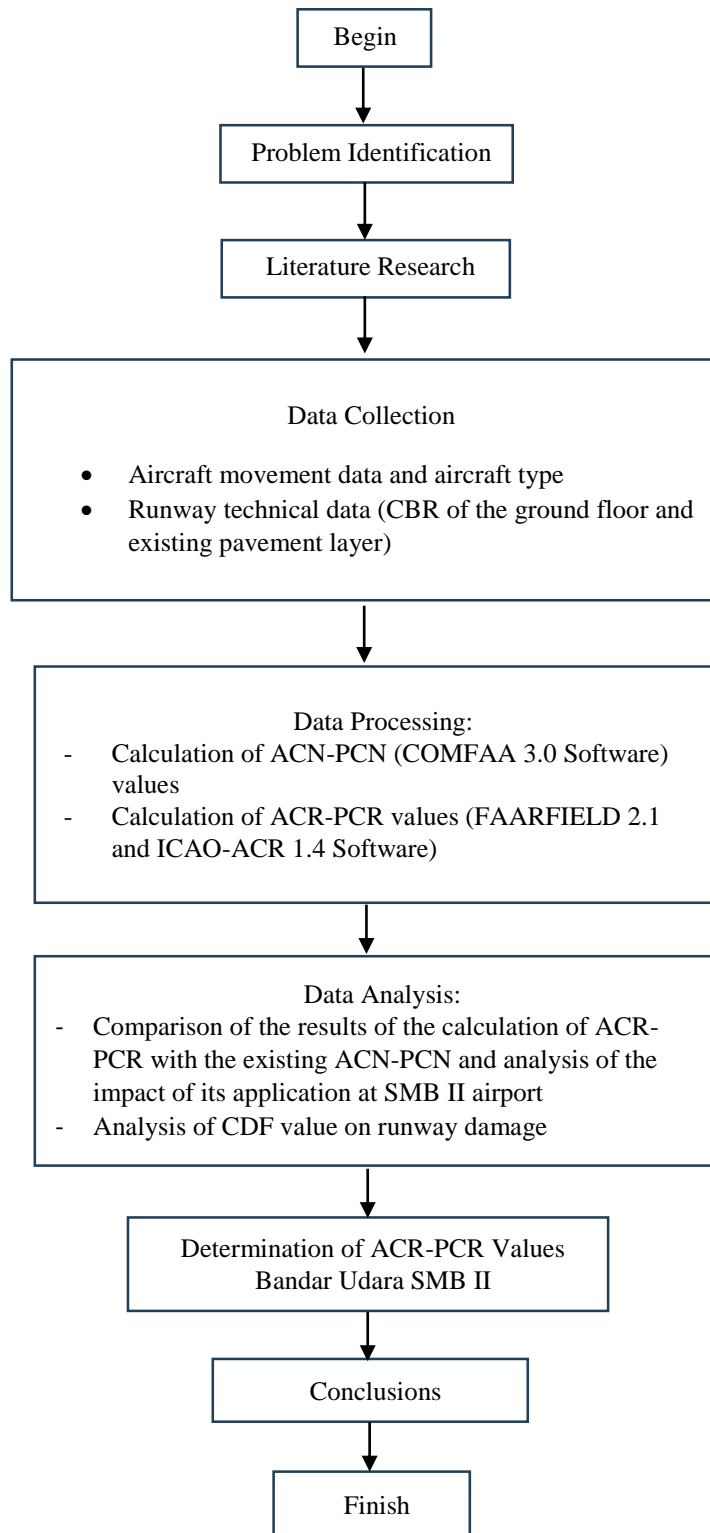 Begin
Problem Identification
Literature Research
Data Collection
• Aircraft movement data and aircraft type
• Runway technical data (CBR of the ground floor and
existing pavement layer)
Data Processing:
- Calculation of ACN-PCN (COMFAA 3.0 Software)
values
- Calculation of ACR-PCR values (FAARFIELD 2.1
and ICAO-ACR 1.4 Software)
Data Analysis:
- Comparison of the results of the calculation of ACR-
PCR with the existing ACN-PCN and analysis of the
impact of its application at SMB II airport
- Analysis of CDF value on runway damage
Determination of ACR-PCR Values
Bandar Udara SMB II
Conclusions
Finish